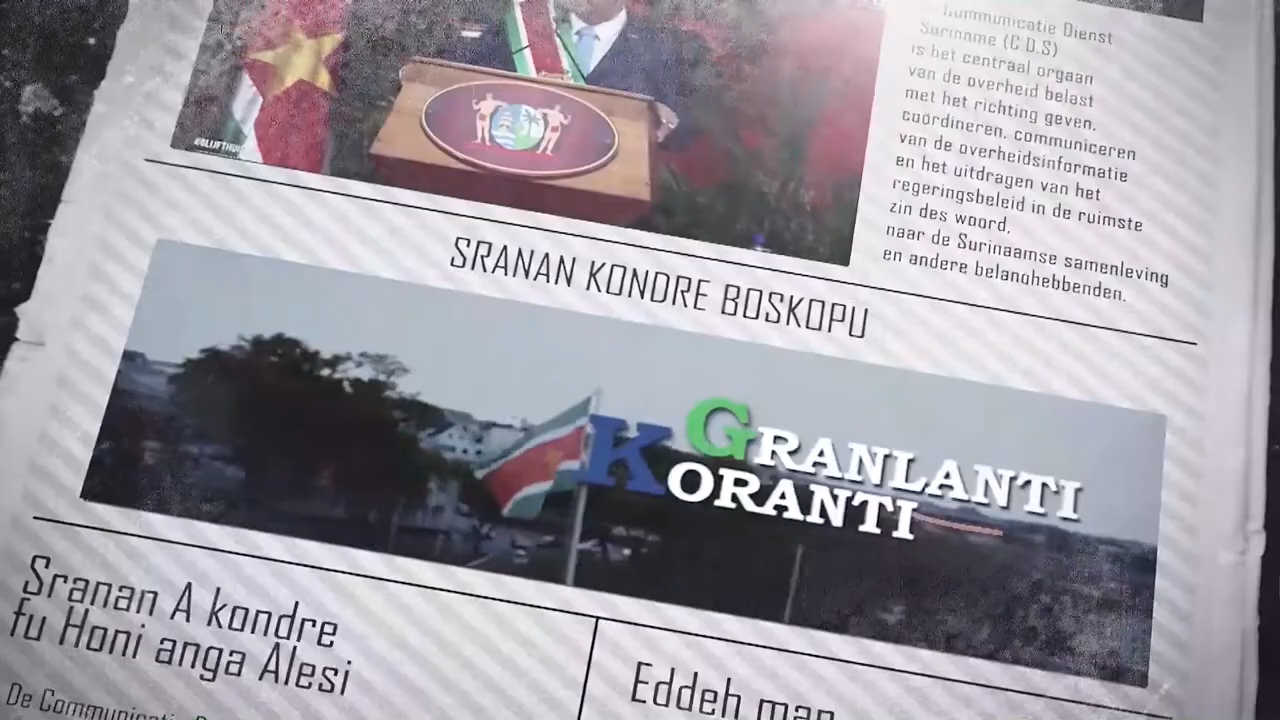 Communicatie Dienst
Suriname (C.D.S)
is het centraal orgaan
van de overheid belast
met het richting geven,
cuördineren, communiceren
van de overheidsinformatie
en het uitdragen van het
regeringsbeleid in de ruimste
zin des woord,
naar de Surinaamse samenleving
en andere belanghebbenden.
SRANAN KONDRE BOSKOPU
GRANLANTI
KORANTI
Sranan A kondre
fu Honi anga Alesi
De
Eddeh man